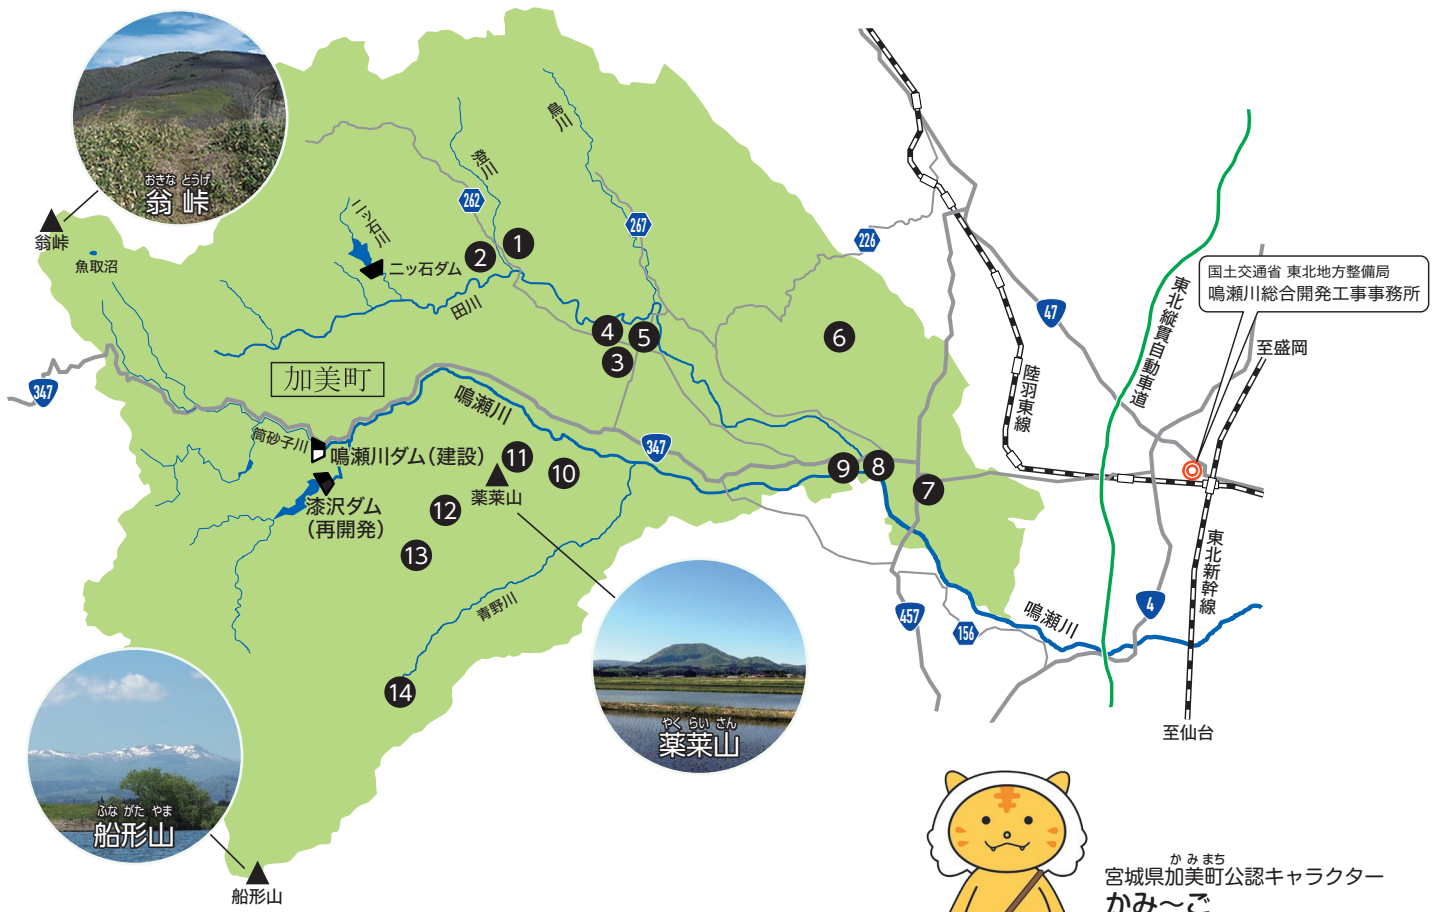 おきな とうげ
翁 峠
翁峠
魚取沼
二ッ石川
二ッ石ダム
澄川
烏川
262
267
226
田川
1
2
3
4
5
6
7
8
9
10
11
12
13
14
加美町
347
鳴瀬川
347
筒砂子川
鳴瀬川ダム(建設)
漆沢ダム
(再開発)
薬莱山
青野川
やく らい さん
薬莱山
ふな がた やま
船形山
船形山
47
陸羽東線
東北縦貫自動車道
国土交通省 東北地方整備局
鳴瀬川総合開発工事事務所
至盛岡
東北新幹線
4
457
156
鳴瀬川
至仙台
かみまち
宮城県加美町公認キャラクター
かみ~ご